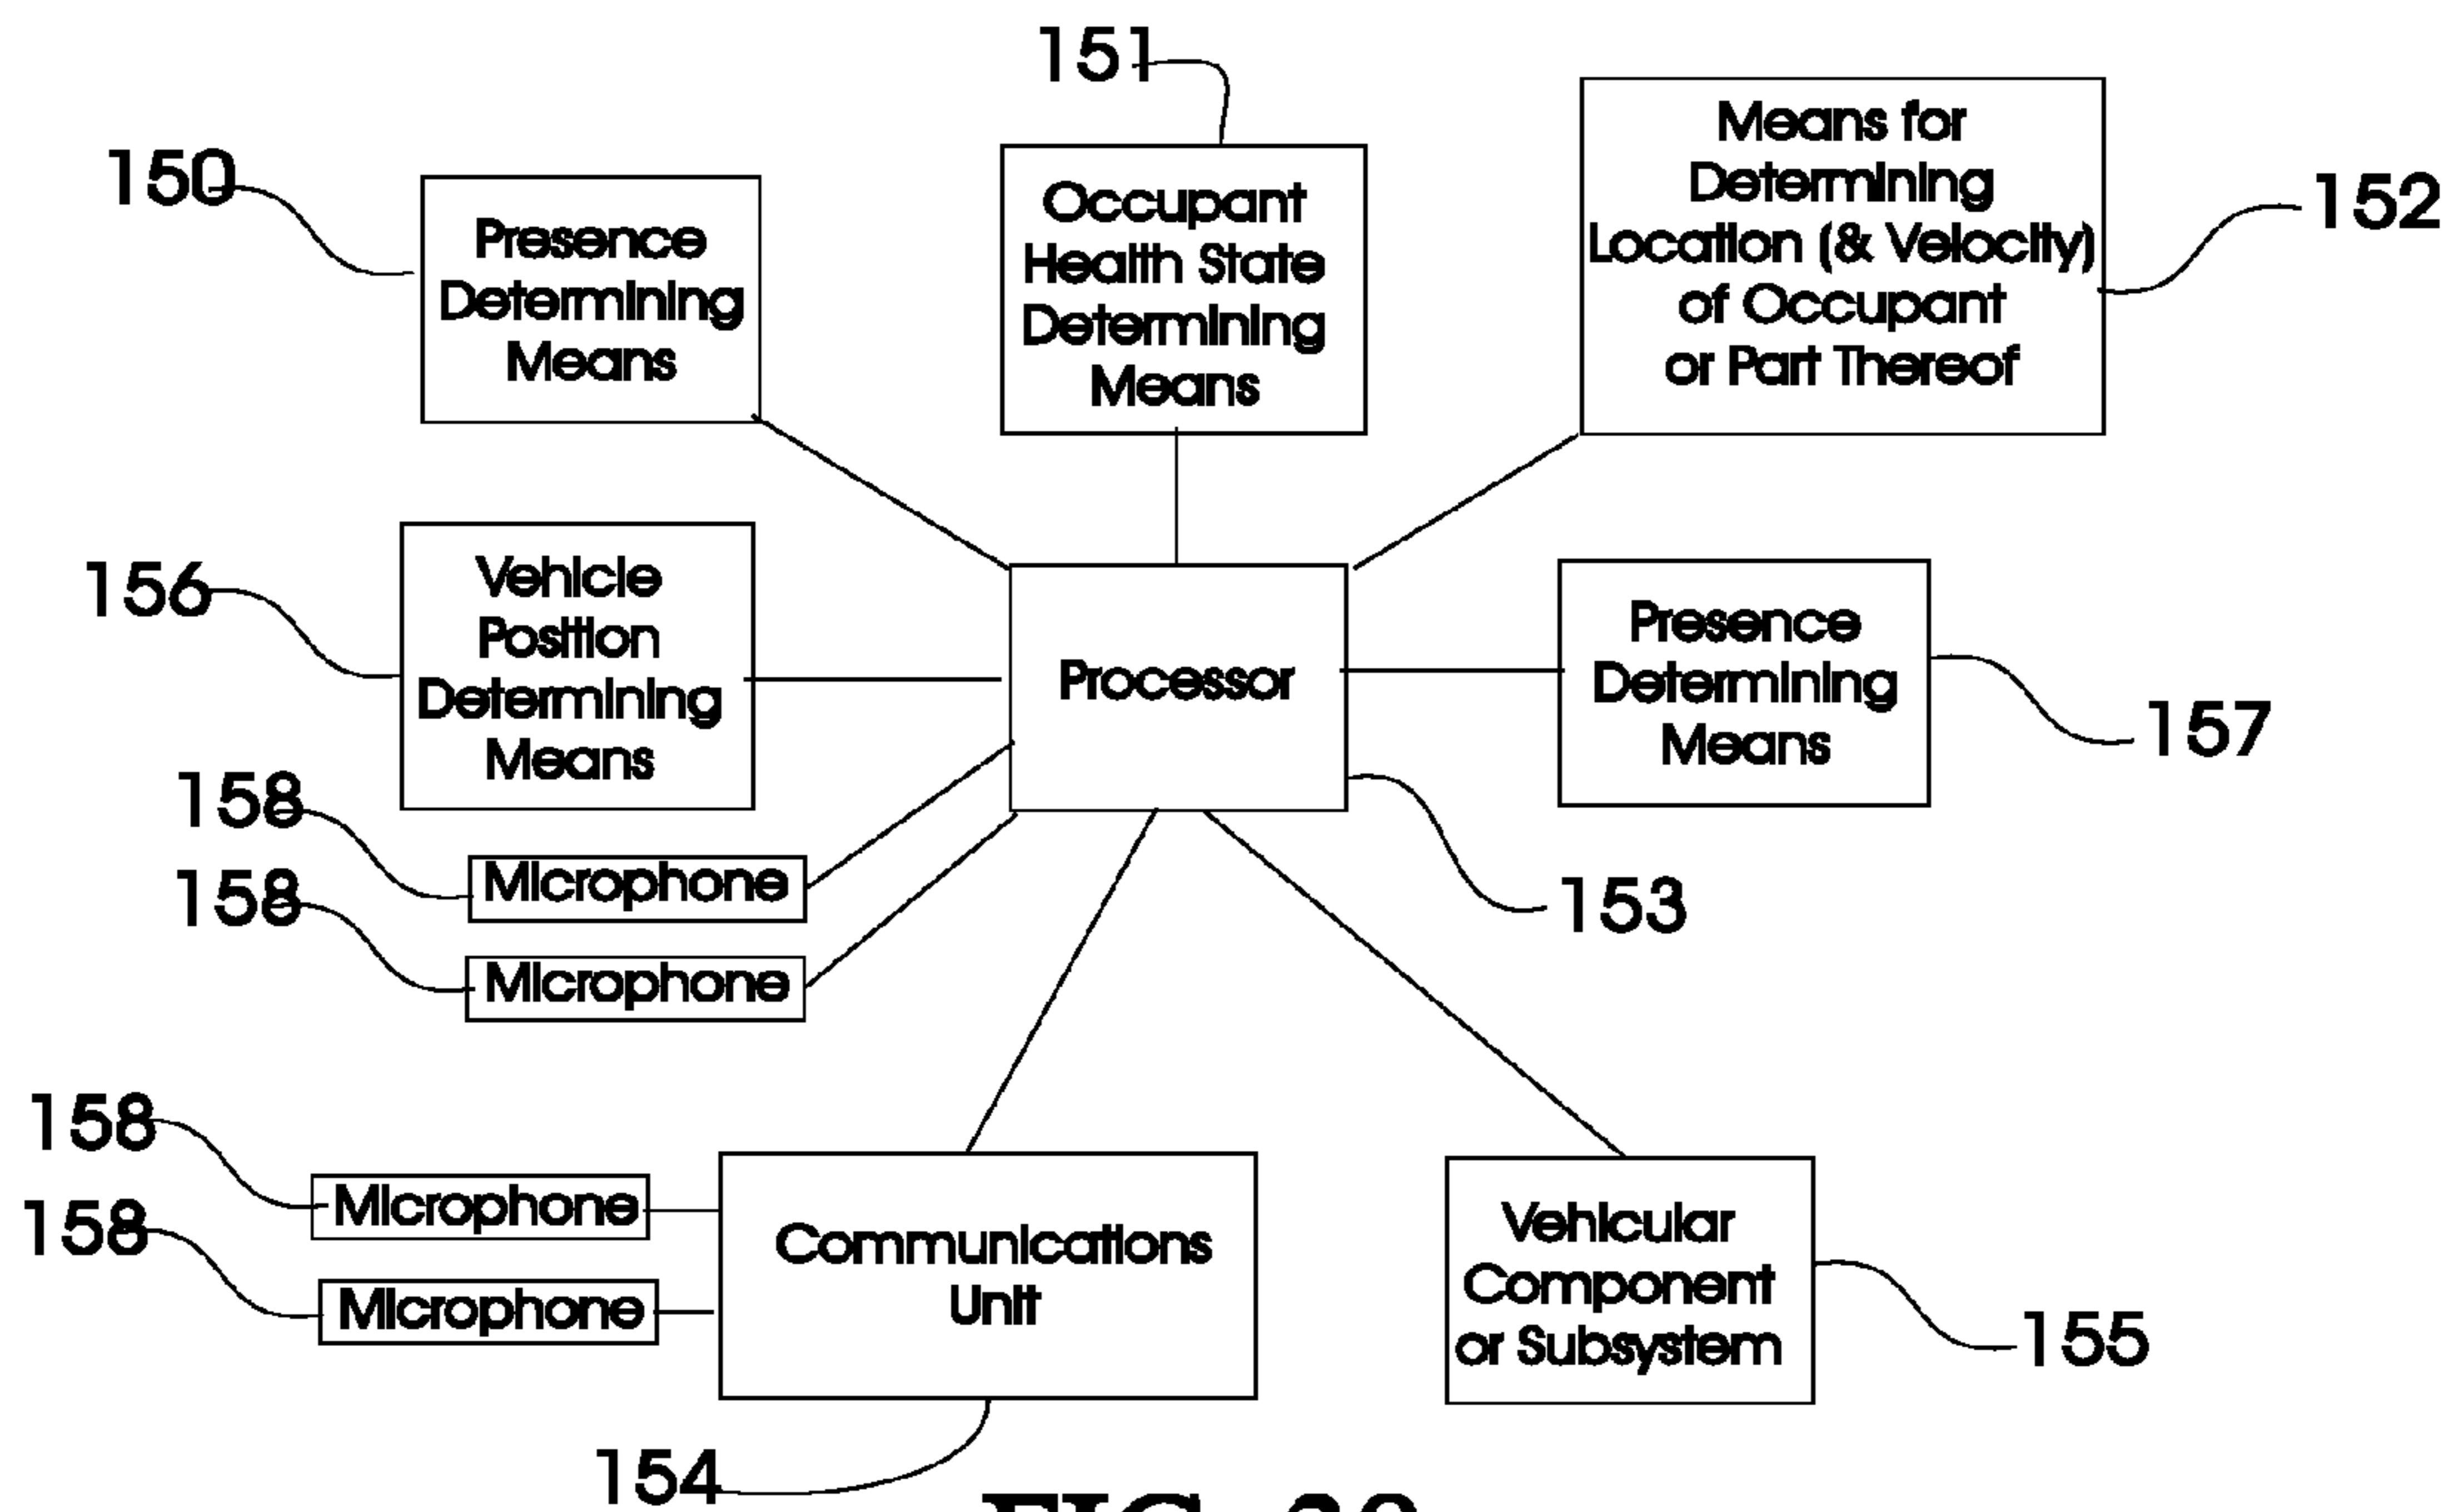 151
150
Presence
Determining
Means
Occupant
Health State
Determining
Means
Means for
Determining
Location (& Velocity)
of Occupant
or Part Thereof
152
156
Vehicle
Position
Determining
Means
Processor
Presence
Determining
Means
157
158
Microphone
158
Microphone
153
158
Microphone
158
Microphone
Communications
Unit
Vehicular
Component
or Subsystem
155
154